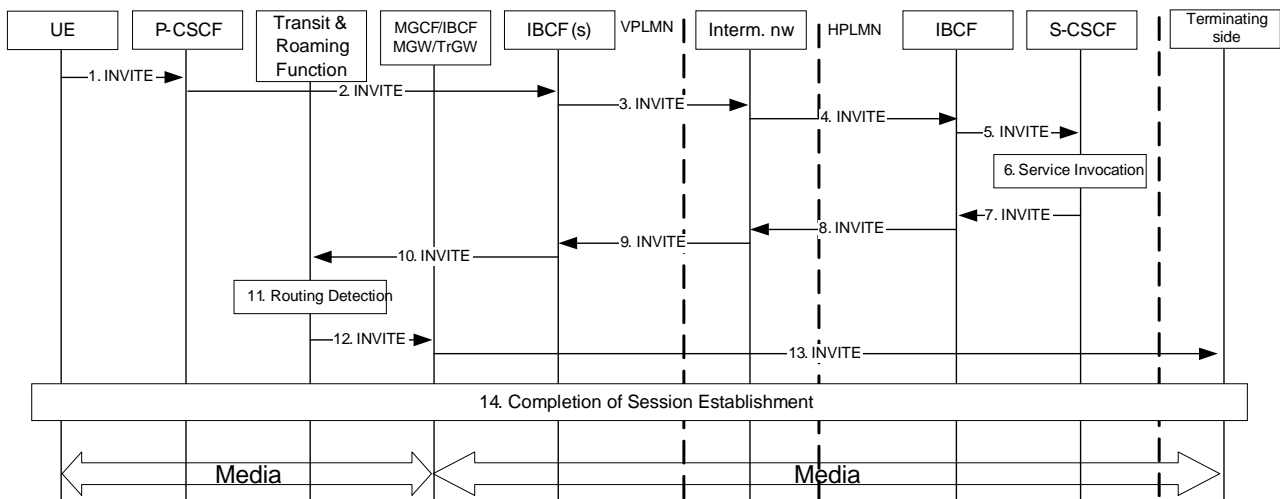 UE
P-CSCF
Transit &
Roaming
Function
MGCF/IBCF
MGW/TrGW
IBCF (s)
VPLMN
Interm. nw
HPLMN
IBCF
S-CSCF
Terminating
side
1. INVITE
2. INVITE
3. INVITE
4. INVITE
5. INVITE
6. Service Invocation
7. INVITE
8. INVITE
9. INVITE
10. INVITE
11. Routing Detection
12. INVITE
13. INVITE
14. Completion of Session Establishment
Media
Media